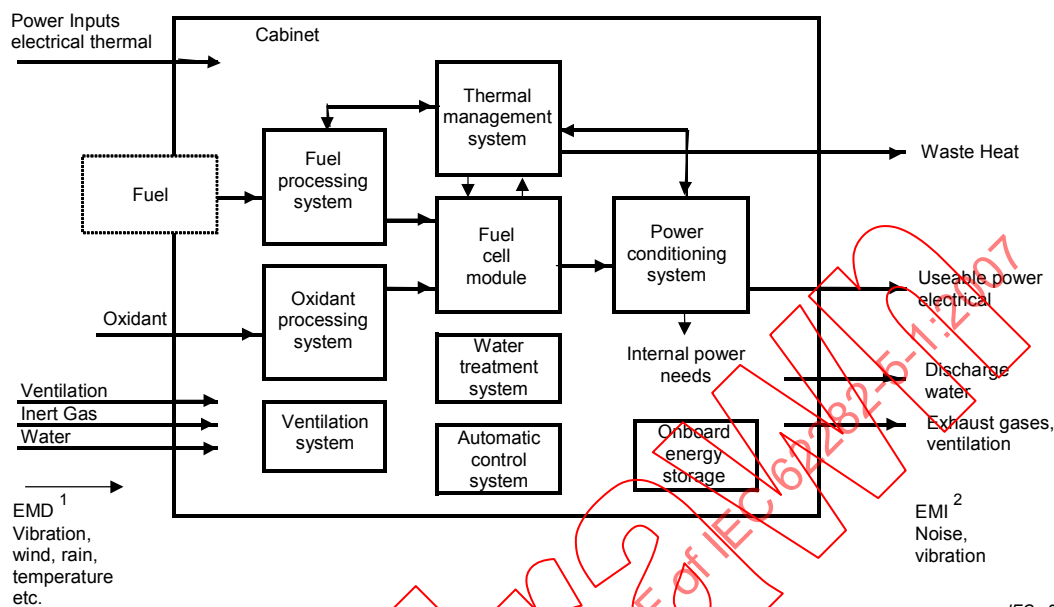 Power Inputs
electrical thermal
Cabinet
Thermal
management
system
Fuel
processing
system
Waste Heat
Fuel
Fuel
cell
module
Power
conditioning
system
Useable power
electrical
Oxidant
Oxidant
processing
system
Water
treatment
system
Internal power
needs
Discharge
water
Ventilation
Inert Gas
Water
Ventilation
system
Automatic
control
system
Onboard
energy
storage
Exhaust gases,
ventilation
EMD 1
Vibration,
wind, rain,
temperature
etc.
EMI 2
Noise,
vibration
of IEC 62282-5-1:2007